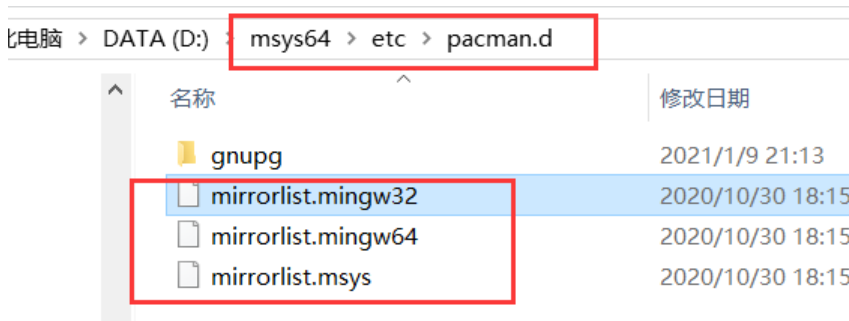 此电脑 > DATA (D:) > msys64 > etc > pacman.d
名称 修改日期
gnupg 2021/1/9 21:13
mirrorlist.mingw32 2020/10/30 18:15
mirrorlist.mingw64 2020/10/30 18:15
mirrorlist.msys 2020/10/30 18:15